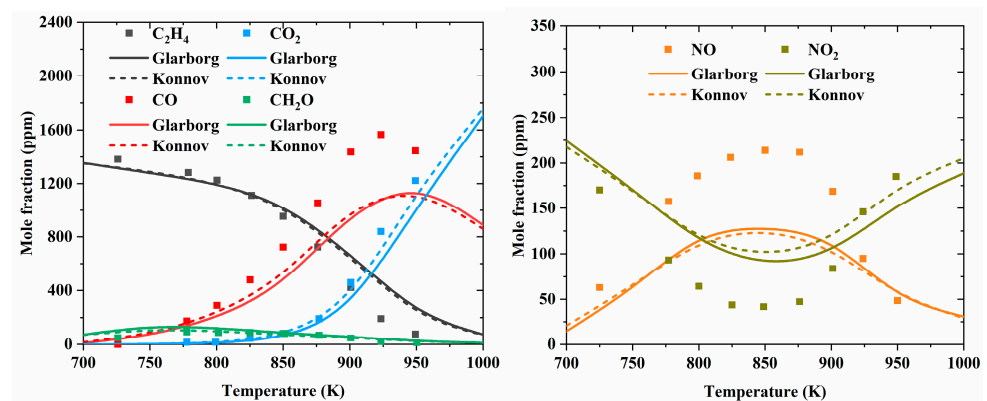 2400
2000
1600
1200
800
400
0
700 750 800 850 900 950 1000
Mole fraction (ppm)
Temperature (K)
C₂H₄ CO₂
Glarborg Glarborg
Konnov Konnov
CO CH₂O
Glarborg Glarborg
Konnov Konnov
350
300
250
200
150
100
50
0
700 750 800 850 900 950 1000
Mole fraction (ppm)
Temperature (K)
NO NO₂
Glarborg Glarborg
Konnov Konnov